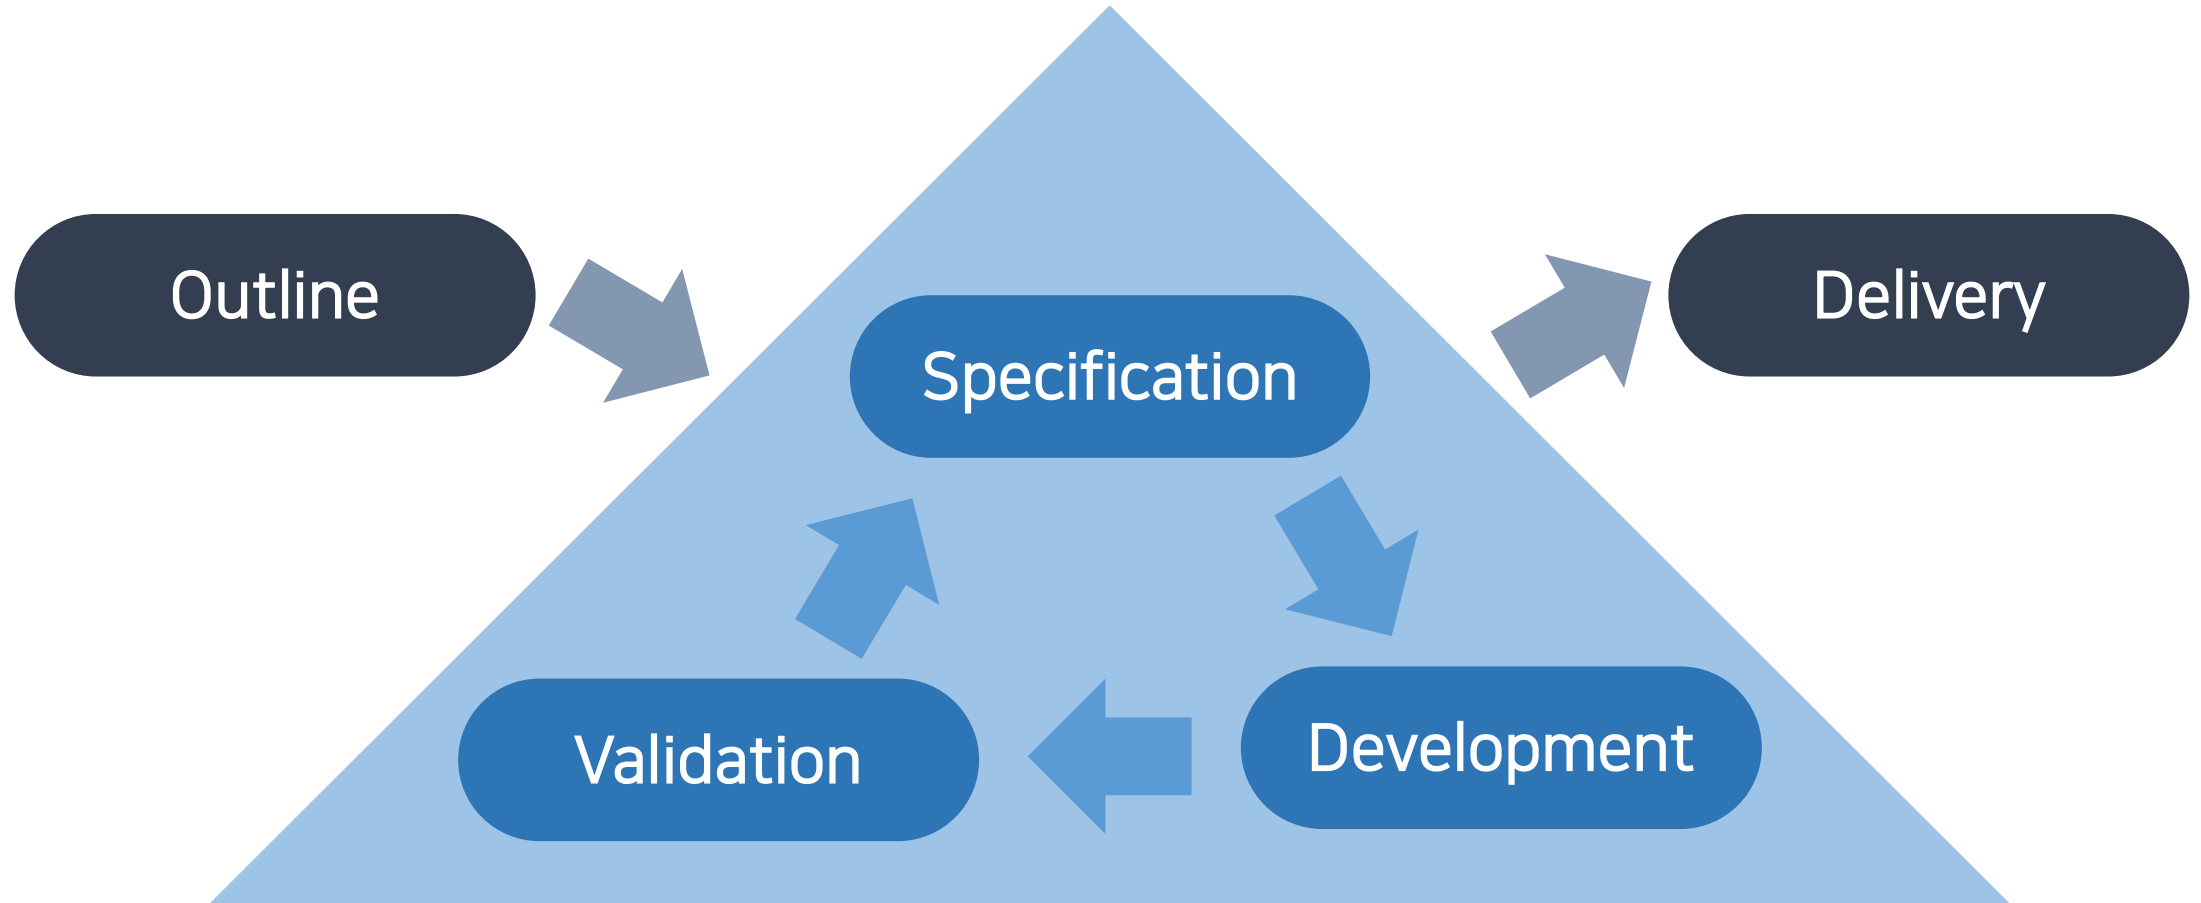 Outline
Delivery
Specification
Validation
Development